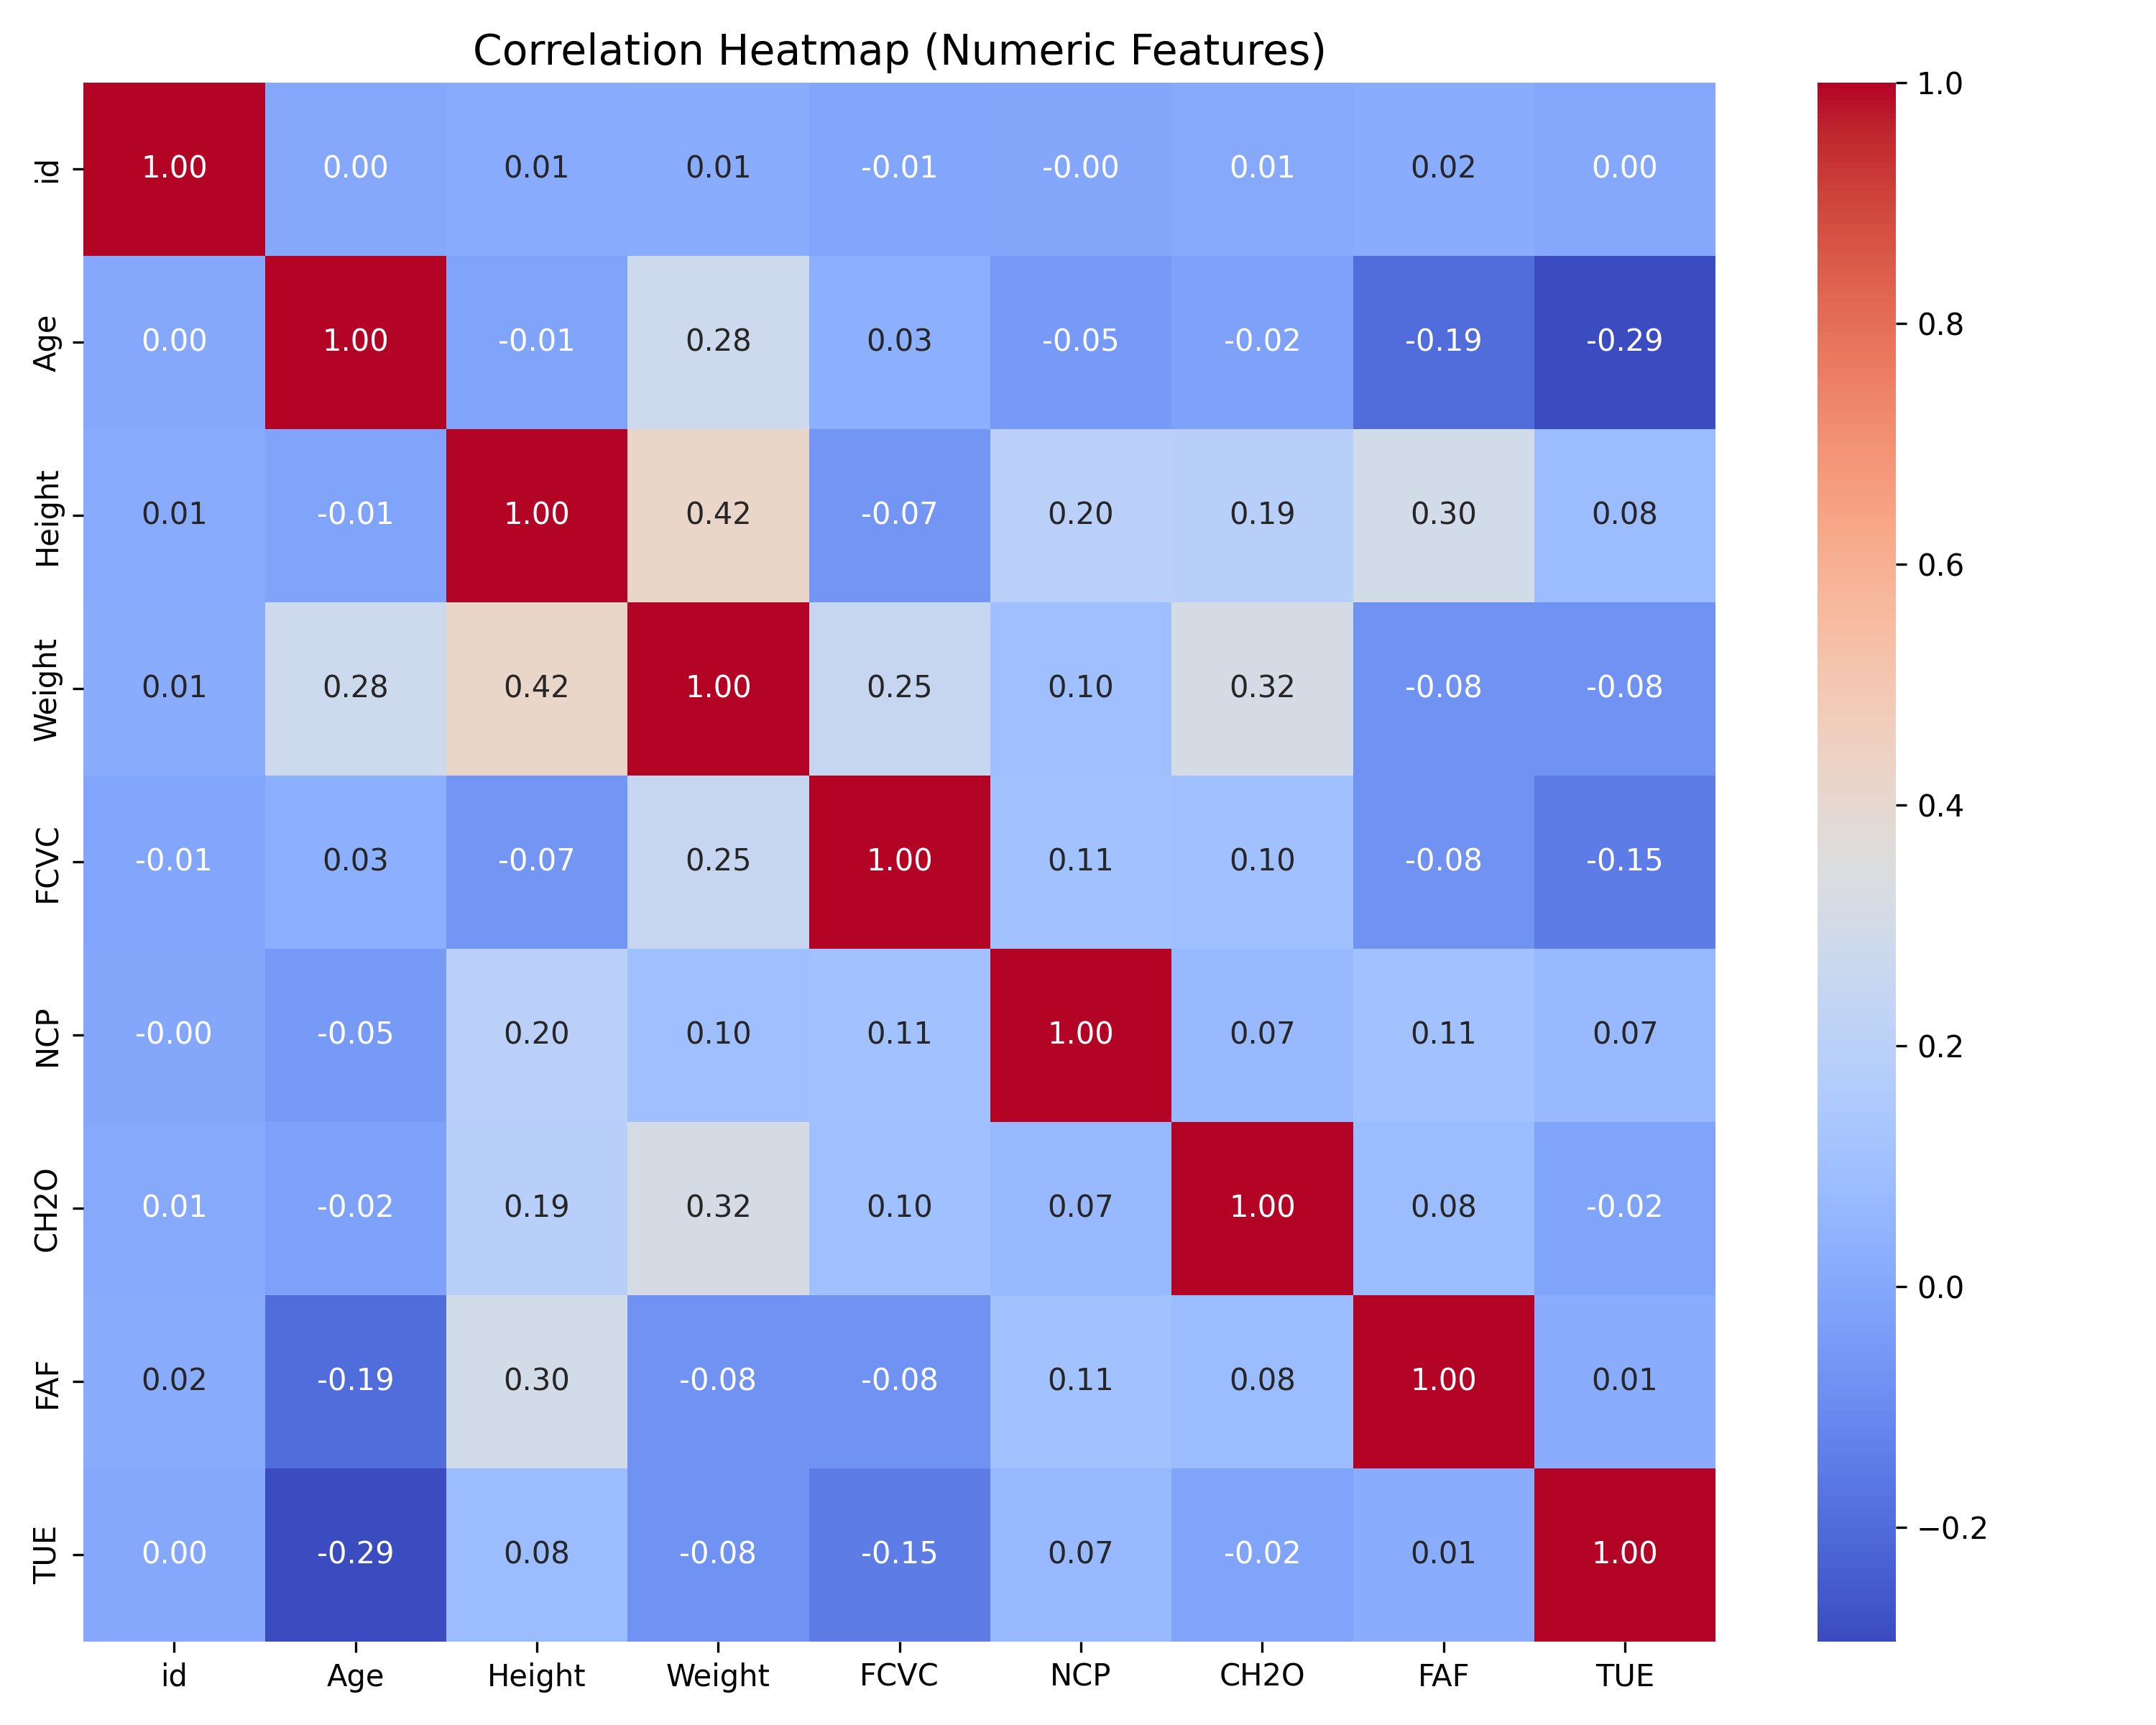 Correlation Heatmap (Numeric Features)
id 1.00 0.00 0.01 0.01 -0.01 -0.00 0.01 0.02 0.00
Age 0.00 1.00 -0.01 0.28 0.03 -0.05 -0.02 -0.19 -0.29
Height 0.01 -0.01 1.00 0.42 -0.07 0.20 0.19 0.30 0.08
Weight 0.01 0.28 0.42 1.00 0.25 0.10 0.32 -0.08 -0.08
FCVC -0.01 0.03 -0.07 0.25 1.00 0.11 0.10 -0.08 -0.15
NCP -0.00 -0.05 0.20 0.10 0.11 1.00 0.07 0.11 0.07
CH2O 0.01 -0.02 0.19 0.32 0.10 0.07 1.00 0.08 -0.02
FAF 0.02 -0.19 0.30 -0.08 -0.08 0.11 0.08 1.00 0.01
TUE 0.00 -0.29 0.08 -0.08 -0.15 0.07 -0.02 0.01 1.00
id Age Height Weight FCVC NCP CH2O FAF TUE
1.0
0.8
0.6
0.4
0.2
0.0
−0.2